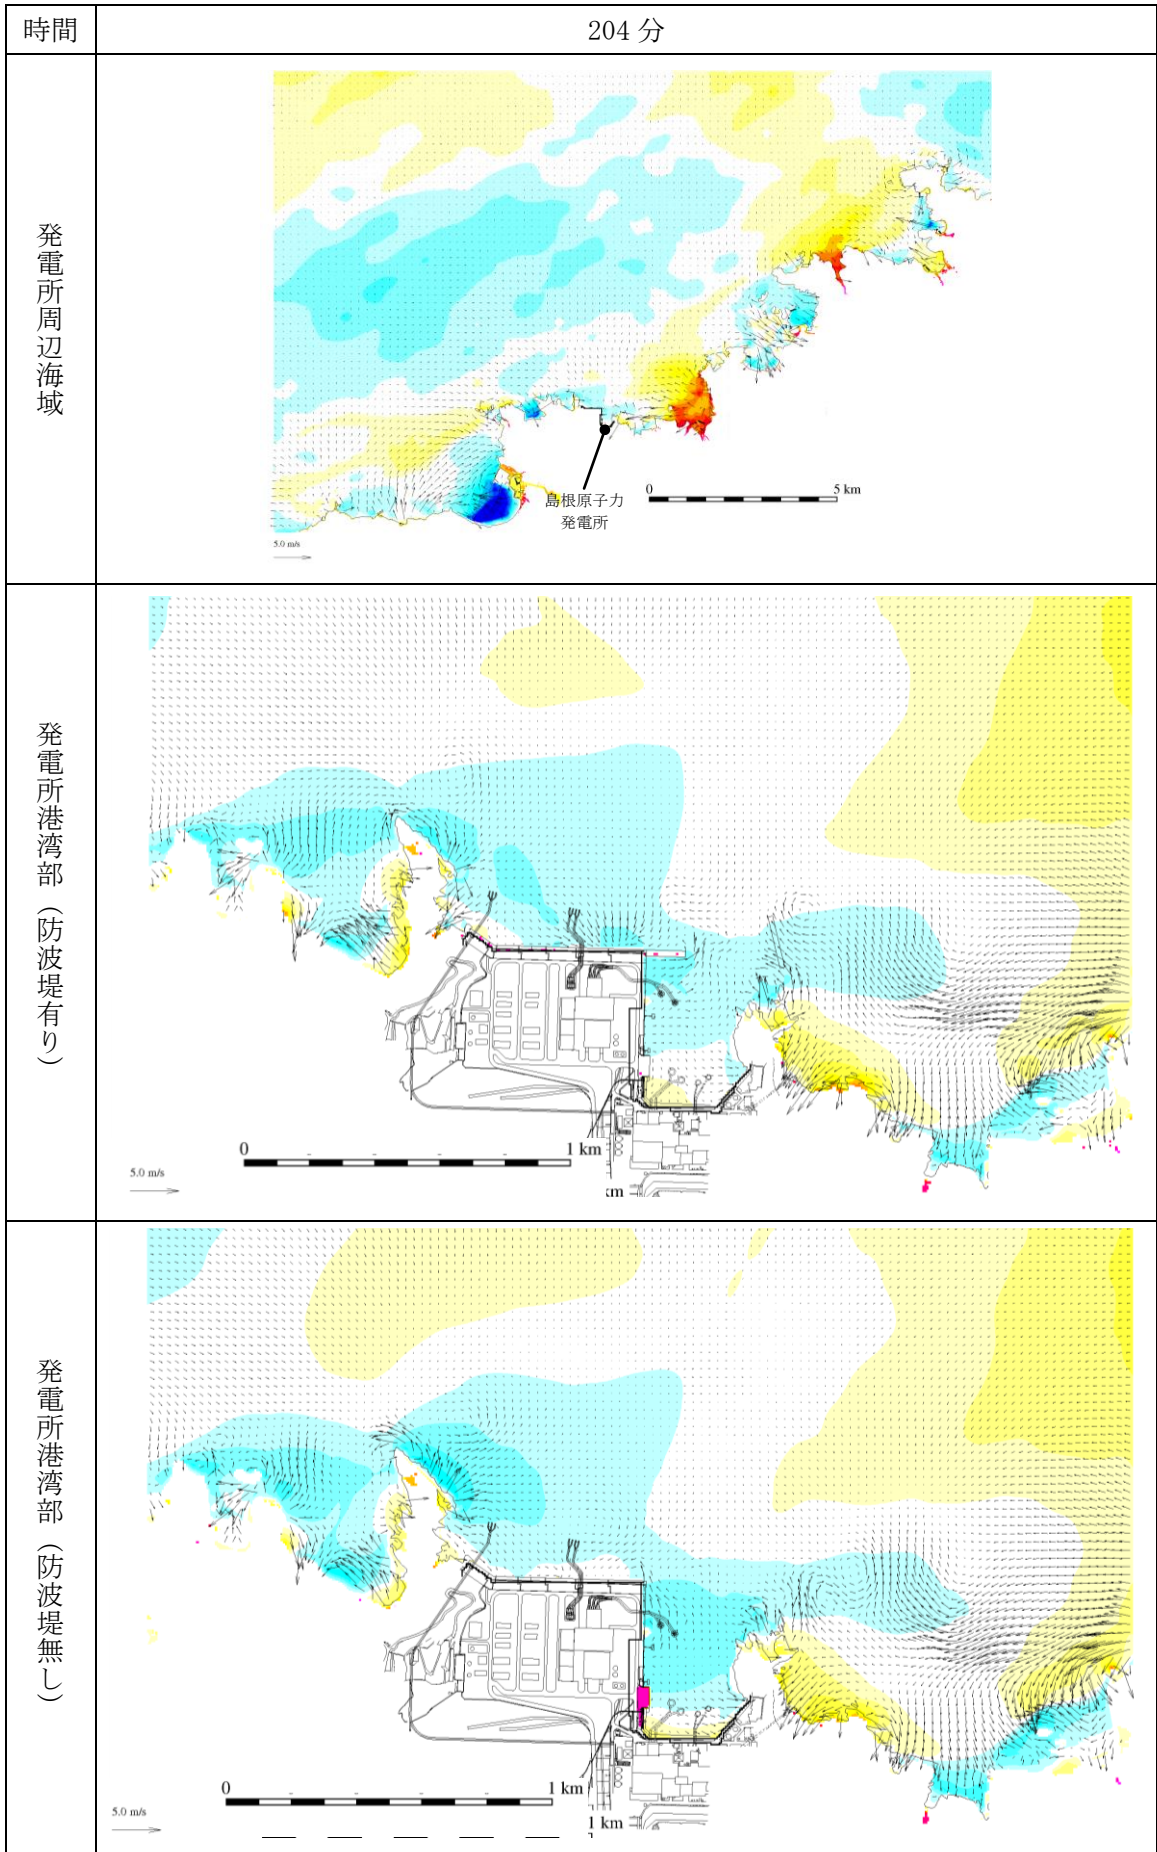 時間
204 分
発電所周辺海域
島根原子力
発電所
0
5 km
5.0 m/s
発電所港湾部（防波堤有り）
0
1 km
5.0 m/s
km
発電所港湾部（防波堤無し）
0
1 km
5.0 m/s
1 km